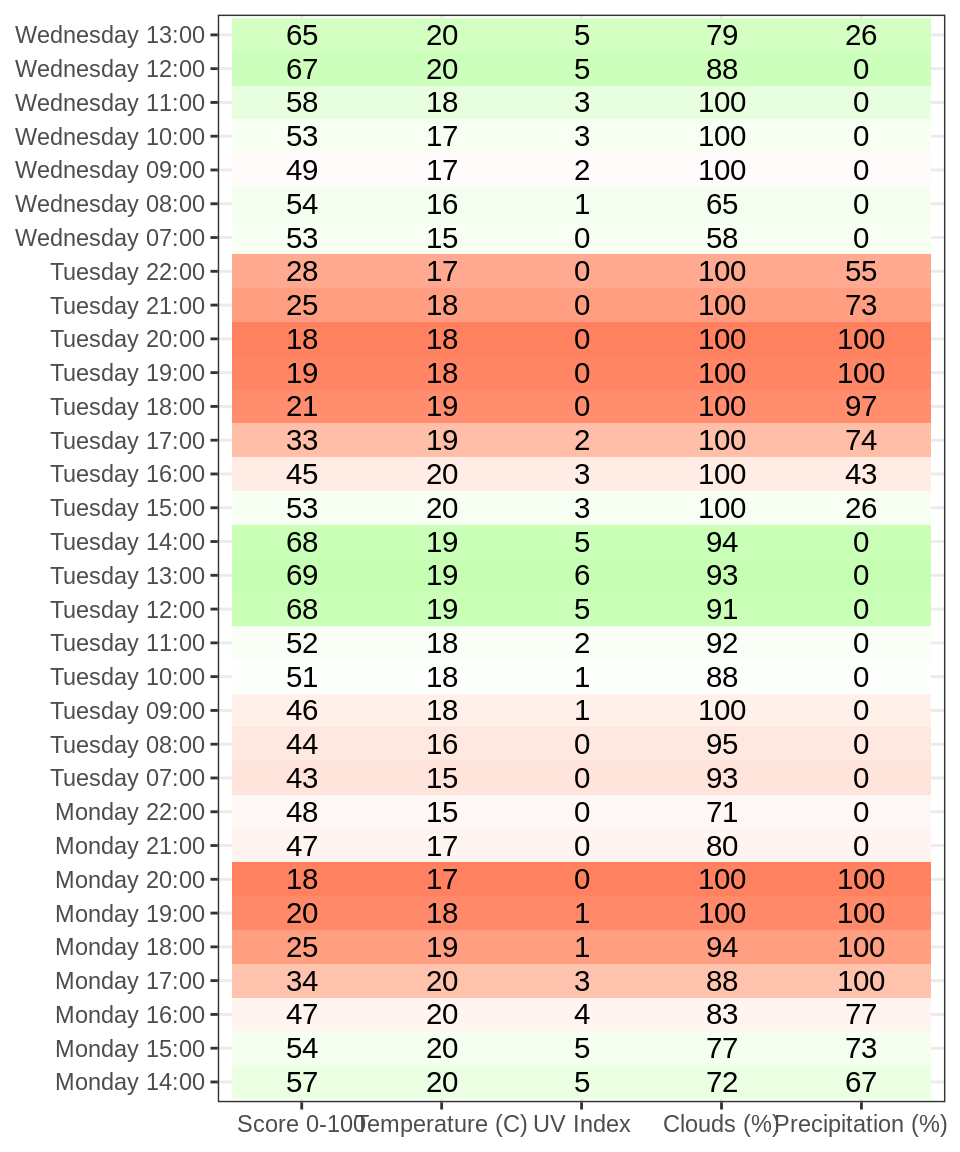 Wednesday 13:00 65 20 5 79 26
Wednesday 12:00 67 20 5 88 0
Wednesday 11:00 58 18 3 100 0
Wednesday 10:00 53 17 3 100 0
Wednesday 09:00 49 17 2 100 0
Wednesday 08:00 54 16 1 65 0
Wednesday 07:00 53 15 0 58 0
Tuesday 22:00 28 17 0 100 55
Tuesday 21:00 25 18 0 100 73
Tuesday 20:00 18 18 0 100 100
Tuesday 19:00 19 18 0 100 100
Tuesday 18:00 21 19 0 100 97
Tuesday 17:00 33 19 2 100 74
Tuesday 16:00 45 20 3 100 43
Tuesday 15:00 53 20 3 100 26
Tuesday 14:00 68 19 5 94 0
Tuesday 13:00 69 19 6 93 0
Tuesday 12:00 68 19 5 91 0
Tuesday 11:00 52 18 2 92 0
Tuesday 10:00 51 18 1 88 0
Tuesday 09:00 46 18 1 100 0
Tuesday 08:00 44 16 0 95 0
Tuesday 07:00 43 15 0 93 0
Monday 22:00 48 15 0 71 0
Monday 21:00 47 17 0 80 0
Monday 20:00 18 17 0 100 100
Monday 19:00 20 18 1 100 100
Monday 18:00 25 19 1 94 100
Monday 17:00 34 20 3 88 100
Monday 16:00 47 20 4 83 77
Monday 15:00 54 20 5 77 73
Monday 14:00 57 20 5 72 67
Score 0-100 Temperature (C) UV Index Clouds (%) Precipitation (%)